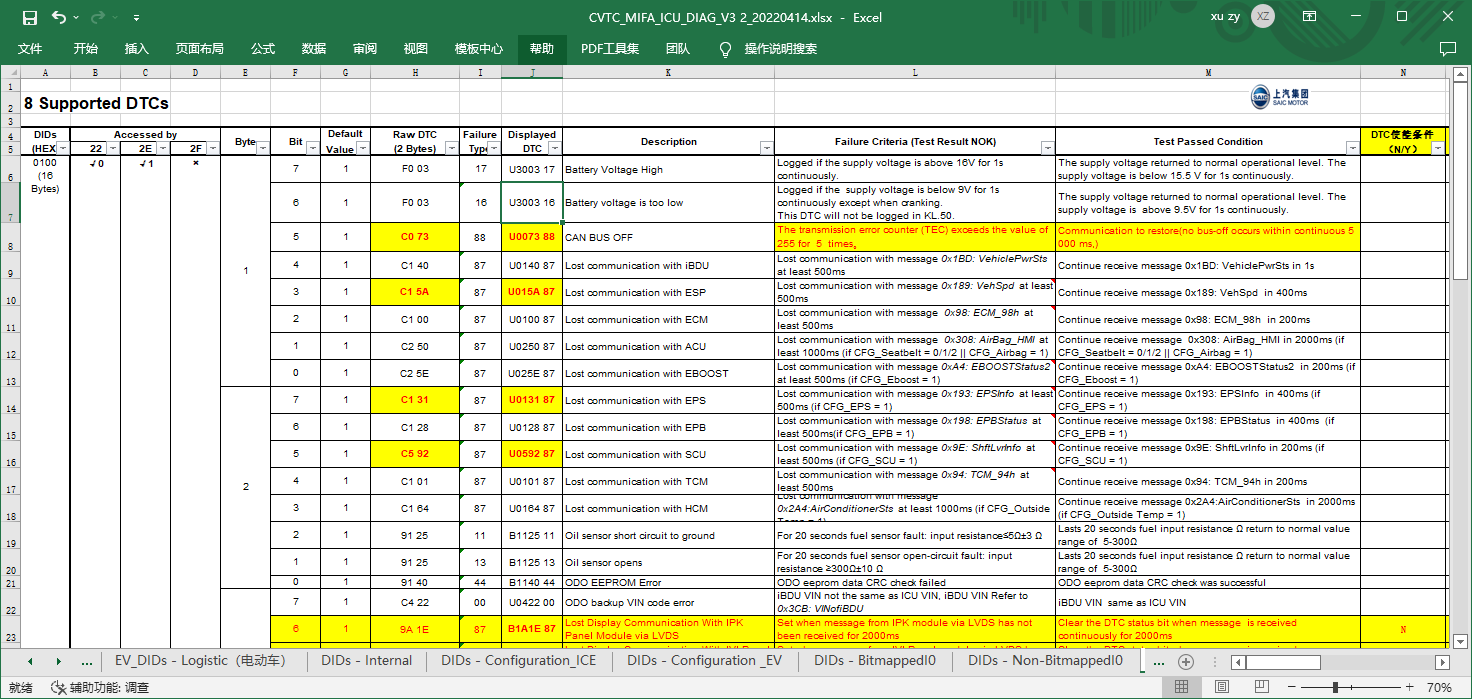 CVTC_MIFA_ICU_DIAG_V3 2_20220414.xlsx - Excel
xu zy XZ
文件 开始 插入 页面布局 公式 数据 审阅 视图 模板中心 帮助 PDF工具集 团队 操作说明搜索
A B C D E F G H I J K L M N
1
2 8 Supported DTCs SAIC 上汽集团 SAIC MOTOR
3
4 DIDs Accessed by Byte Bit Default Raw DTC Failure Displayed Description Failure Criteria (Test Result NOK) Test Passed Condition DTC使能条件
5 (HEX 22 2E 2F Value (2 Bytes) Type DTC (N/Y)
6 0100 (16 Bytes) √0 √1 × 7 1 F0 03 17 U3003 17 Battery Voltage High Logged if the supply voltage is above 16V for 1s continuously. The supply voltage returned to normal operational level. The supply voltage is below 15.5 V for 1s continuously.
7 6 1 F0 03 16 U3003 16 Battery voltage is too low Logged if the supply voltage is below 9V for 1s continuously except when cranking. This DTC will not be logged in KL.50. The supply voltage returned to normal operational level. The supply voltage is above 9.5V for 1s continuously.
8 5 1 C0 73 88 U0073 88 CAN BUS OFF The transmission error counter (TEC) exceeds the value of 255 for 5 times。 Communication to restore(no bus-off occurs within continuous 5 000 ms,)
9 1 4 1 C1 40 87 U0140 87 Lost communication with iBDU Lost communication with message 0x1BD: VehiclePwrSts at least 500ms Continue receive message 0x1BD: VehiclePwrSts in 1s
10 3 1 C1 5A 87 U015A 87 Lost communication with ESP Lost communication with message 0x189: VehSpd at least 500ms Continue receive message 0x189: VehSpd in 400ms
11 2 1 C1 00 87 U0100 87 Lost communication with ECM Lost communication with message 0x98: ECM_98h at least 500ms Continue receive message 0x98: ECM_98h in 200ms
12 1 1 C2 50 87 U0250 87 Lost communication with ACU Lost communication with message 0x308: AirBag_HMI at least 1000ms (if CFG_Seatbelt = 0/1/2 || CFG_Airbag = 1) Continue receive message 0x308: AirBag_HMI in 2000ms (if CFG_Seatbelt = 0/1/2 || CFG_Airbag = 1)
13 0 1 C2 5E 87 U025E 87 Lost communication with EBOOST Lost communication with message 0xA4: EBOOSTStatus2 at least 500ms (if CFG_Eboost = 1) Continue receive message 0xA4: EBOOSTStatus2 in 200ms (if CFG_Eboost = 1)
14 7 1 C1 31 87 U0131 87 Lost communication with EPS Lost communication with message 0x193: EPSInfo at least 500ms (if CFG_EPS = 1) Continue receive message 0x193: EPSInfo in 400ms (if CFG_EPS = 1)
15 6 1 C1 28 87 U0128 87 Lost communication with EPB Lost communication with message 0x198: EPBStatus at least 500ms(if CFG_EPB = 1) Continue receive message 0x198: EPBStatus in 400ms (if CFG_EPB = 1)
16 5 1 C5 92 87 U0592 87 Lost communication with SCU Lost communication with message 0x9E: ShftLvrInfo at least 500ms (if CFG_SCU = 1) Continue receive message 0x9E: ShftLvrInfo in 200ms (if CFG_SCU = 1)
17 2 4 1 C1 01 87 U0101 87 Lost communication with TCM Lost communication with message 0x94: TCM_94h at least 500ms Continue receive message 0x94: TCM_94h in 200ms
18 3 1 C1 64 87 U0164 87 Lost communication with HCM Lost communication with message 0x2A4:AirConditionerSts at least 1000ms (if CFG_Outside Temp = 1) Continue receive message 0x2A4:AirConditionerSts in 2000ms (if CFG_Outside Temp = 1)
19 2 1 91 25 11 B1125 11 Oil sensor short circuit to ground For 20 seconds fuel sensor fault: input resistance≤5Ω±3 Ω Lasts 20 seconds fuel input resistance Ω return to normal value range of 5-300Ω
20 1 1 91 25 13 B1125 13 Oil sensor opens For 20 seconds fuel sensor open-circuit fault: input resistance ≥300Ω±10 Ω Lasts 20 seconds fuel input resistance Ω return to normal value range of 5-300Ω
21 0 1 91 40 44 B1140 44 ODO EEPROM Error ODO eeprom data CRC check failed ODO eeprom data CRC check was successful
22 7 1 C4 22 00 U0422 00 ODO backup VIN code error iBDU VIN not the same as ICU VIN, iBDU VIN Refer to 0x3CB: VINofiBDU iBDU VIN same as ICU VIN
23 6 1 9A 1E 87 B1A1E 87 Lost Display Communication With IPK Panel Module via LVDS Set when message from IPK module via LVDS has not been received for 2000ms Clear the DTC status bit when message is received continuously for 2000ms N
... EV_DIDs - Logistic（电动车） DIDs - Internal DIDs - Configuration_ICE DIDs - Configuration _EV DIDs - BitmappedIO DIDs - Non-BitmappedIO ...
就绪 辅助功能: 调查 70%